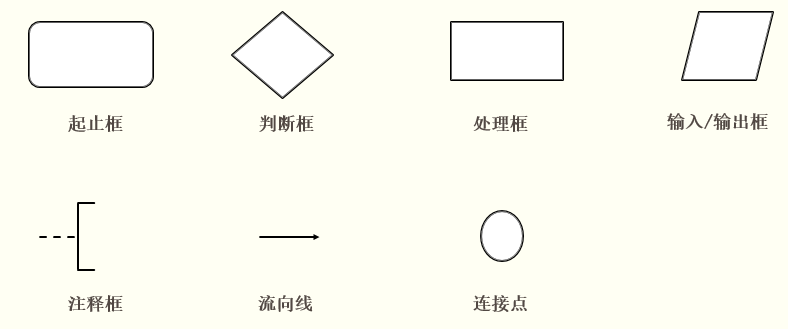 起止框
判断框
处理框
输入/输出框
注释框
流向线
连接点